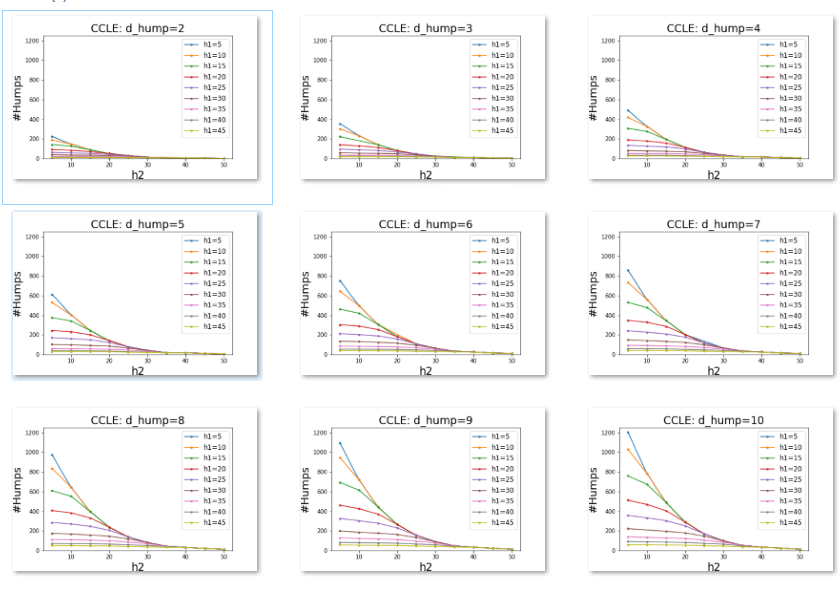 CCLE: d_hump=2
1200
1000
800
600
400
200
0
#Humps
h1=5
h1=10
h1=15
h1=20
h1=25
h1=30
h1=35
h1=40
h1=45
10 20 30 40 50
h2
CCLE: d_hump=3
1200
1000
800
600
400
200
0
#Humps
h1=5
h1=10
h1=15
h1=20
h1=25
h1=30
h1=35
h1=40
h1=45
10 20 30 40 50
h2
CCLE: d_hump=4
1200
1000
800
600
400
200
0
#Humps
h1=5
h1=10
h1=15
h1=20
h1=25
h1=30
h1=35
h1=40
h1=45
10 20 30 40 50
h2
CCLE: d_hump=5
1200
1000
800
600
400
200
0
#Humps
h1=5
h1=10
h1=15
h1=20
h1=25
h1=30
h1=35
h1=40
h1=45
10 20 30 40 50
h2
CCLE: d_hump=6
1200
1000
800
600
400
200
0
#Humps
h1=5
h1=10
h1=15
h1=20
h1=25
h1=30
h1=35
h1=40
h1=45
10 20 30 40 50
h2
CCLE: d_hump=7
1200
1000
800
600
400
200
0
#Humps
h1=5
h1=10
h1=15
h1=20
h1=25
h1=30
h1=35
h1=40
h1=45
10 20 30 40 50
h2
CCLE: d_hump=8
1200
1000
800
600
400
200
0
#Humps
h1=5
h1=10
h1=15
h1=20
h1=25
h1=30
h1=35
h1=40
h1=45
10 20 30 40 50
h2
CCLE: d_hump=9
1200
1000
800
600
400
200
0
#Humps
h1=5
h1=10
h1=15
h1=20
h1=25
h1=30
h1=35
h1=40
h1=45
10 20 30 40 50
h2
CCLE: d_hump=10
1200
1000
800
600
400
200
0
#Humps
h1=5
h1=10
h1=15
h1=20
h1=25
h1=30
h1=35
h1=40
h1=45
10 20 30 40 50
h2